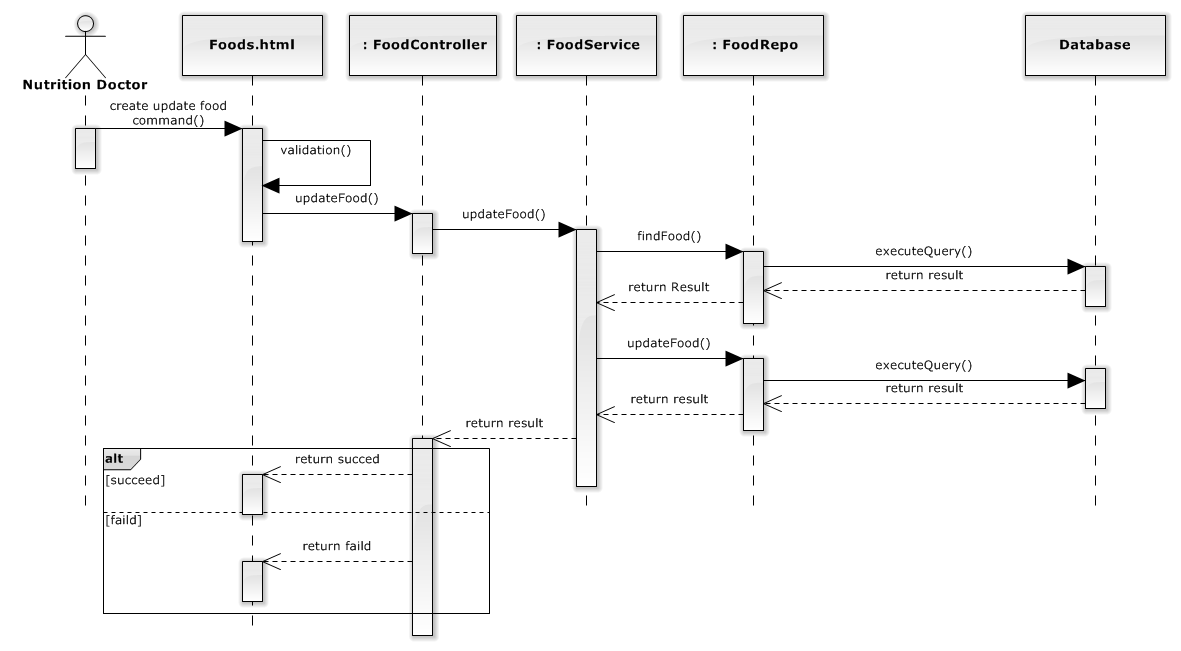 Foods.html
: FoodController
: FoodService
: FoodRepo
Database
Nutrition Doctor
create update food
command()
validation()
updateFood()
updateFood()
findFood()
executeQuery()
return result
return Result
updateFood()
executeQuery()
return result
return result
return result
alt
return succed
[succeed]
[faild]
return faild